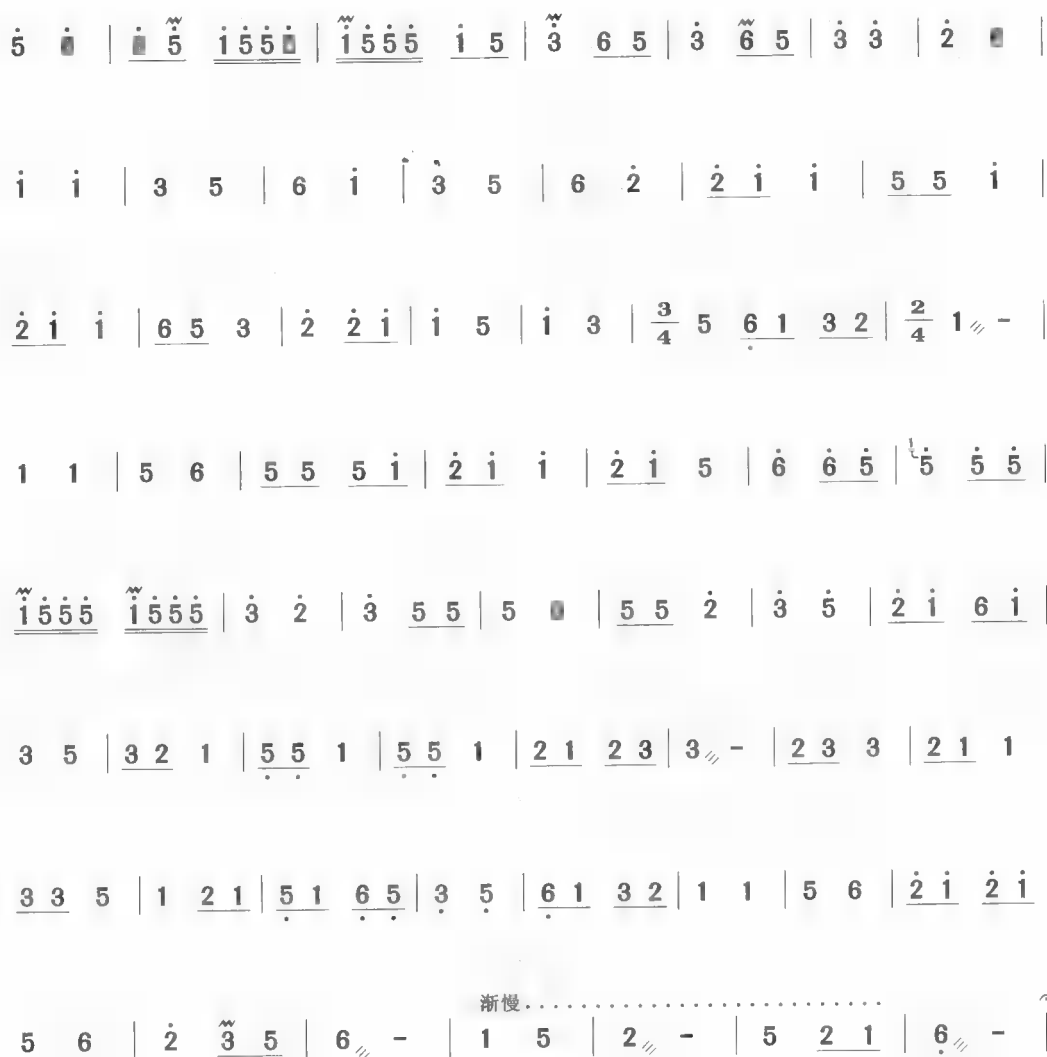 5̇ | 5̇ 1̇5̇5̇ | 1̇5̇5̇5̇ 1̇ 5 | 3̇ 6 5 | 3̇ 6 5 | 3̇ 3̇ | 2̇ |
1̇ 1̇ | 3 5 | 6 1̇ | 3̇ 5 | 6 2̇ | 2̇ 1̇ 1̇ | 5 5 1̇ |
2̇ 1̇ 1̇ | 6 5 3 | 2̇ 2̇ 1̇ | 1̇ 5 | 1̇ 3 | 3/4 5 6̣ 1 3 2 | 2/4 1 /// - |
1 1 | 5 6 | 5 5 5 1̇ | 2̇ 1̇ 1̇ | 2̇ 1̇ 5 | 6̇ 6̇ 5̇ | 5̇ 5̇ 5̇ |
1̇5̇5̇5̇ 1̇5̇5̇5̇ | 3̇ 2̇ | 3̇ 5 5 | 5 | 5 5 2̇ | 3̇ 5̇ | 2̇ 1̇ 6 1̇ |
3 5 | 3 2 1 | 5̣ 5̣ 1 | 5̣ 5̣ 1 | 2 1 2 3 | 3 /// - | 2 3 3 | 2 1 1
3 3 5 | 1 2 1 | 5̣ 1 6̣ 5̣ | 3̣ 5̣ | 6̣ 1 3 2 | 1 1 | 5 6 | 2̇ 1̇ 2̇ 1̇
渐慢......................
5 6 | 2̇ 3̇ 5 | 6 /// - | 1 5 | 2 /// - | 5 2 1 | 6̣ /// - |